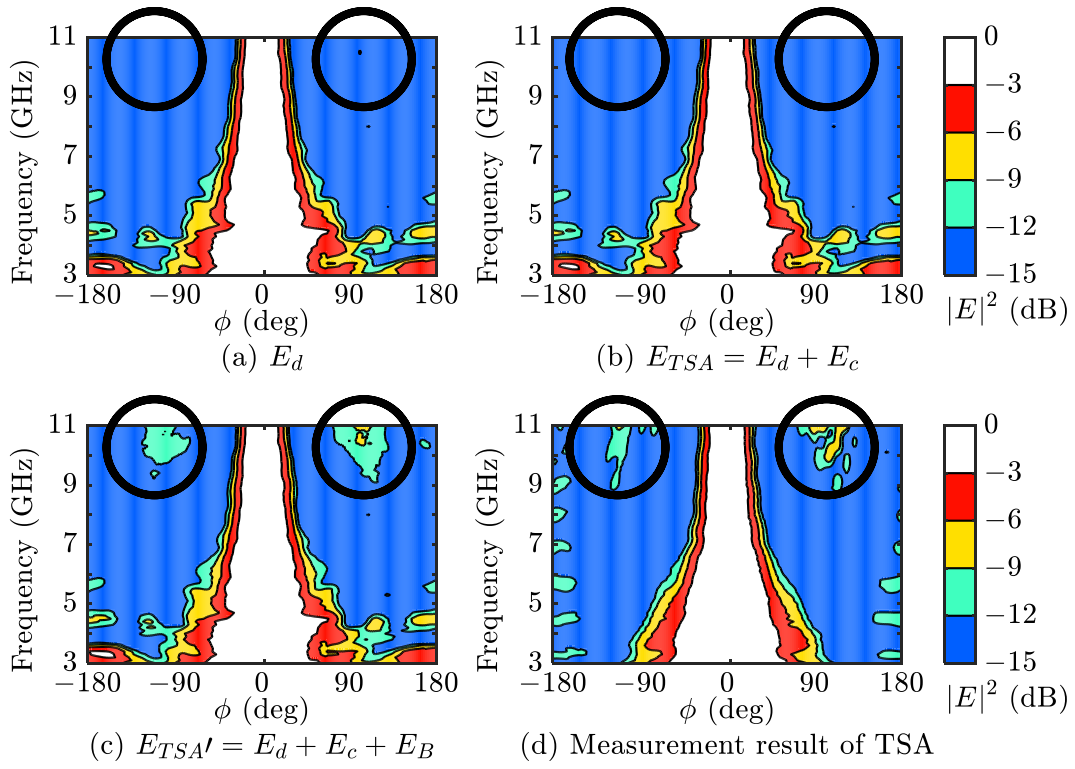 11
9
7
5
3
Frequency (GHz)
−180 −90 0 90 180
ϕ (deg)
(a) E_d
11
9
7
5
3
Frequency (GHz)
−180 −90 0 90 180
ϕ (deg)
(b) E_{TSA} = E_d + E_c
0
−3
−6
−9
−12
−15
|E|² (dB)
11
9
7
5
3
Frequency (GHz)
−180 −90 0 90 180
ϕ (deg)
(c) E_{TSA′} = E_d + E_c + E_B
11
9
7
5
3
Frequency (GHz)
−180 −90 0 90 180
ϕ (deg)
(d) Measurement result of TSA
0
−3
−6
−9
−12
−15
|E|² (dB)